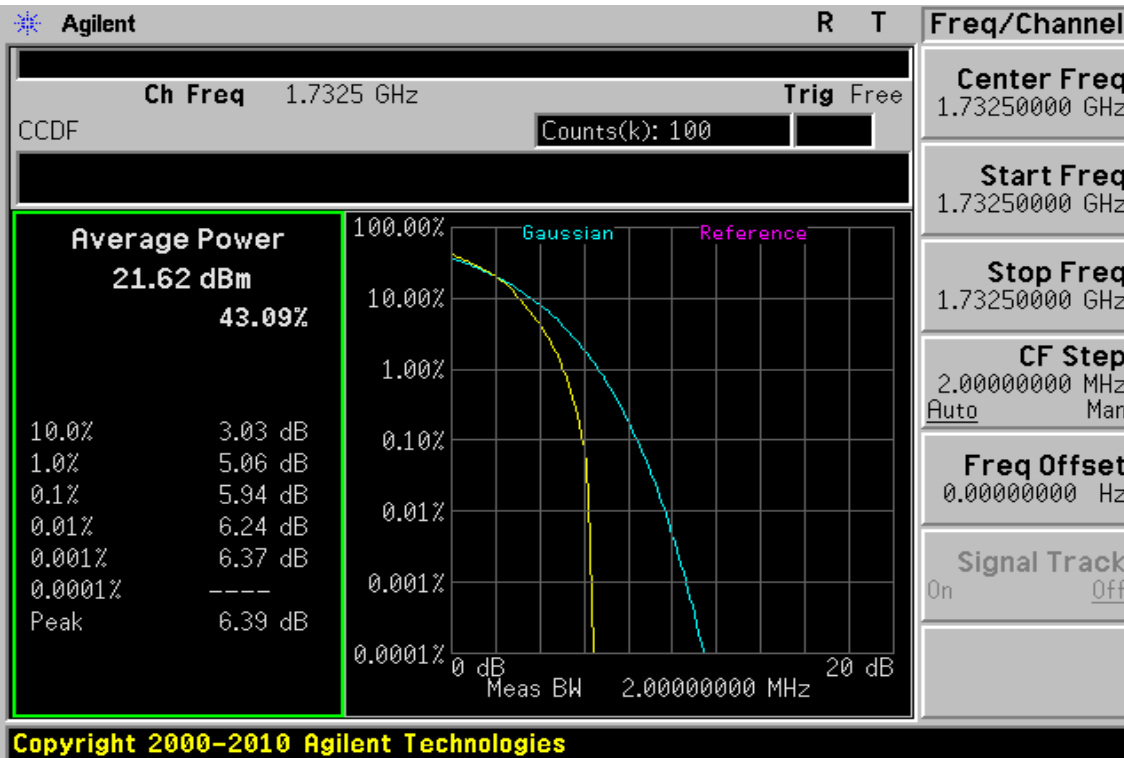 Agilent R T
Freq/Channel
Ch Freq 1.7325 GHz Trig Free
CCDF Counts(k): 100
Average Power
21.62 dBm
43.09%
10.0% 3.03 dB
1.0% 5.06 dB
0.1% 5.94 dB
0.01% 6.24 dB
0.001% 6.37 dB
0.0001% ----
Peak 6.39 dB
Gaussian Reference
100.00%
10.00%
1.00%
0.10%
0.01%
0.001%
0.0001%
0 dB 20 dB
Meas BW 2.00000000 MHz
Center Freq
1.73250000 GHz
Start Freq
1.73250000 GHz
Stop Freq
1.73250000 GHz
CF Step
2.00000000 MHz
Auto Man
Freq Offset
0.00000000 Hz
Signal Track
On Off
Copyright 2000-2010 Agilent Technologies